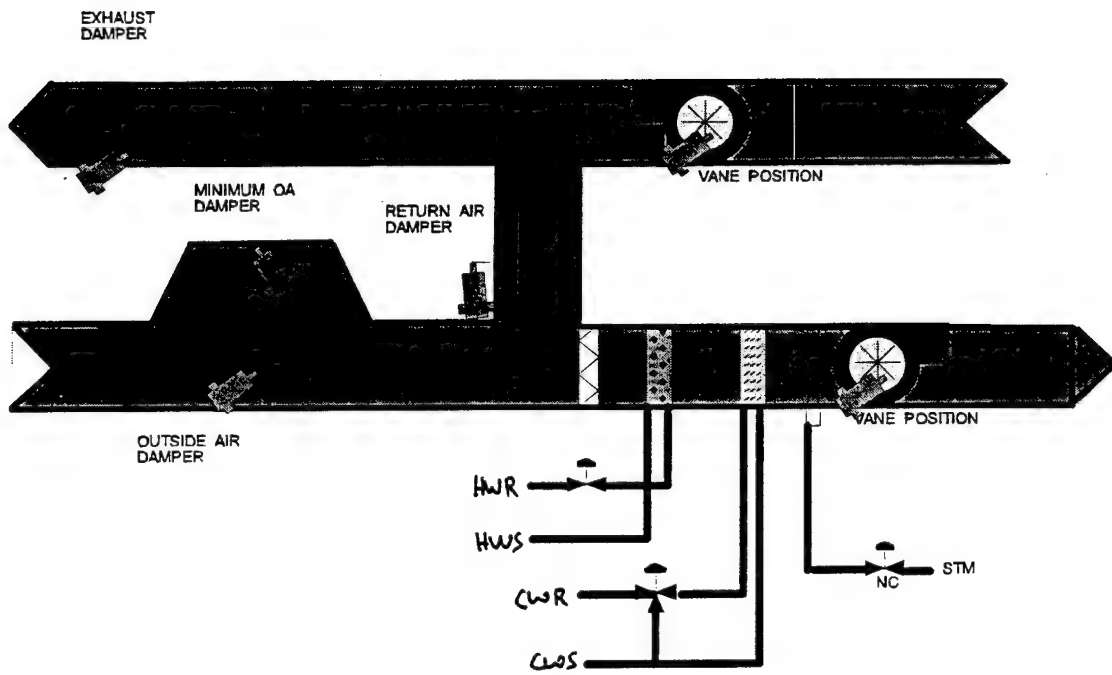 EXHAUST
DAMPER
VANE POSITION
MINIMUM OA
DAMPER
RETURN AIR
DAMPER
VANE POSITION
OUTSIDE AIR
DAMPER
HWR
HWS
STM
NC
CWR
CWS